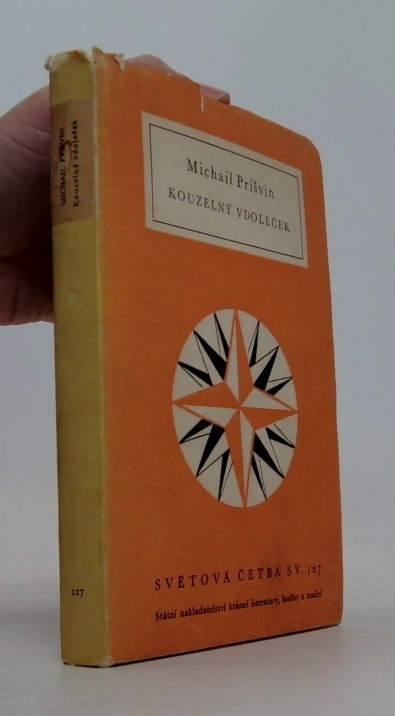 MICHAIL PRIŠVIN
Kouzelný vdoleček
127
Michail Prišvin
KOUZELNÝ VDOLEČEK
SVĚTOVÁ ČETBA SV. 127
Státní nakladatelství krásné literatury, hudby a umění